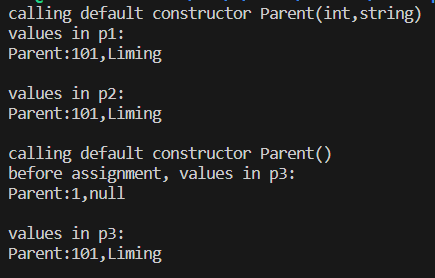 calling default constructor Parent(int,string)
values in p1:
Parent:101,Liming
values in p2:
Parent:101,Liming
calling default constructor Parent()
before assignment, values in p3:
Parent:1,null
values in p3:
Parent:101,Liming